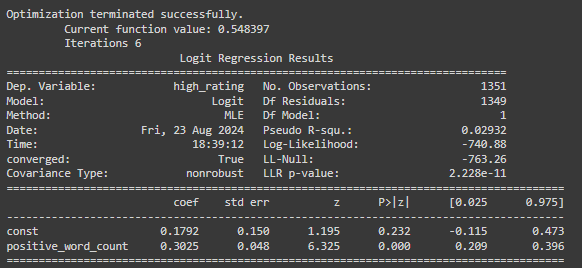 Optimization terminated successfully.
         Current function value: 0.548397
         Iterations 6
                           Logit Regression Results
==============================================================================
Dep. Variable:            high_rating   No. Observations:                 1351
Model:                          Logit   Df Residuals:                     1349
Method:                           MLE   Df Model:                            1
Date:                Fri, 23 Aug 2024   Pseudo R-squ.:                 0.02932
Time:                        18:39:12   Log-Likelihood:                -740.88
converged:                       True   LL-Null:                       -763.26
Covariance Type:            nonrobust   LLR p-value:                 2.228e-11
=======================================================================================
                          coef    std err          z      P>|z|      [0.025      0.975]
---------------------------------------------------------------------------------------
const                   0.1792      0.150      1.195      0.232      -0.115       0.473
positive_word_count     0.3025      0.048      6.325      0.000       0.209       0.396
=======================================================================================